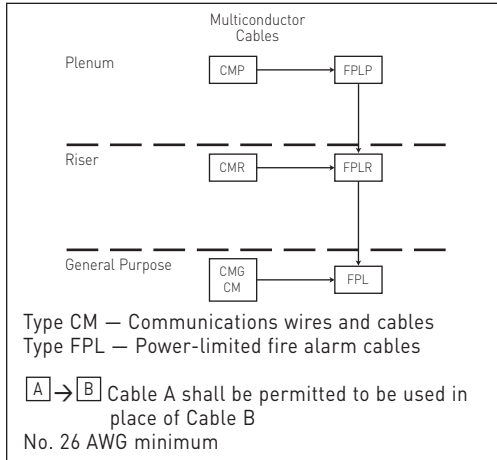 Multiconductor
Cables
Plenum
CMP
FPLP
Riser
CMR
FPLR
General Purpose
CMG
CM
FPL
Type CM — Communications wires and cables
Type FPL — Power-limited fire alarm cables
A → B Cable A shall be permitted to be used in
place of Cable B
No. 26 AWG minimum